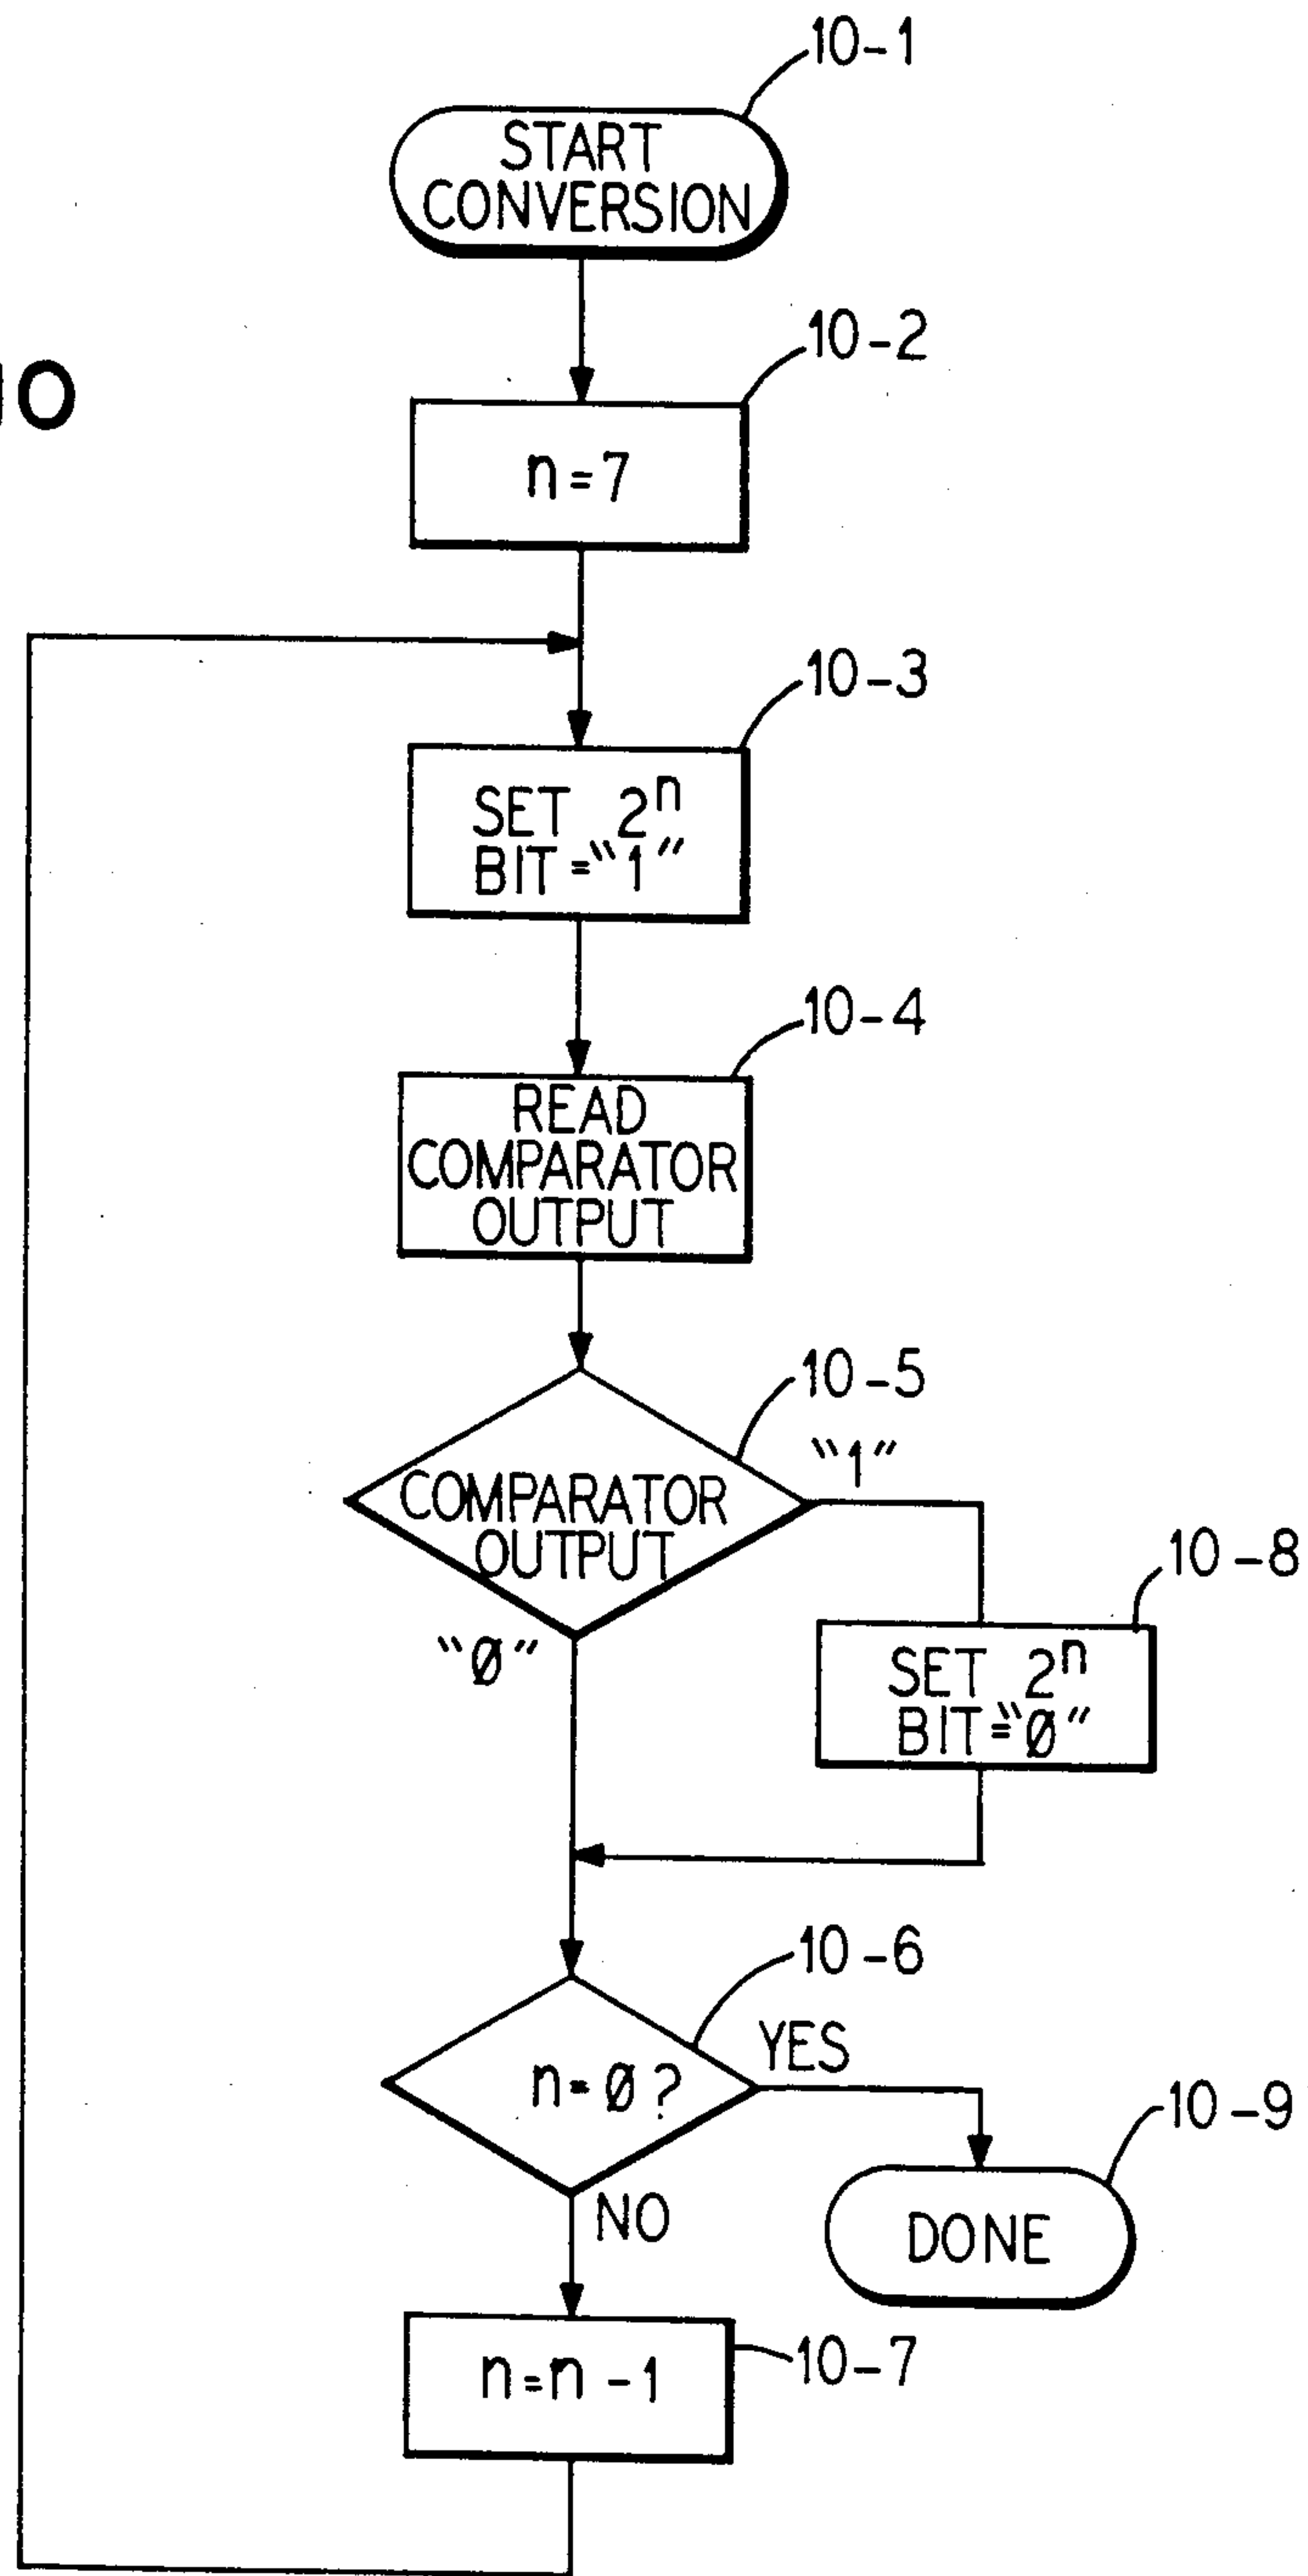 10-1
START
CONVERSION
10-2
10
n=7
10-3
SET 2ⁿ
BIT="1"
10-4
READ
COMPARATOR
OUTPUT
10-5
"1"
COMPARATOR
OUTPUT
10-8
"Ø"
SET 2ⁿ
BIT="Ø"
10-6
YES
n=Ø?
10-9
NO
DONE
10-7
n=n-1